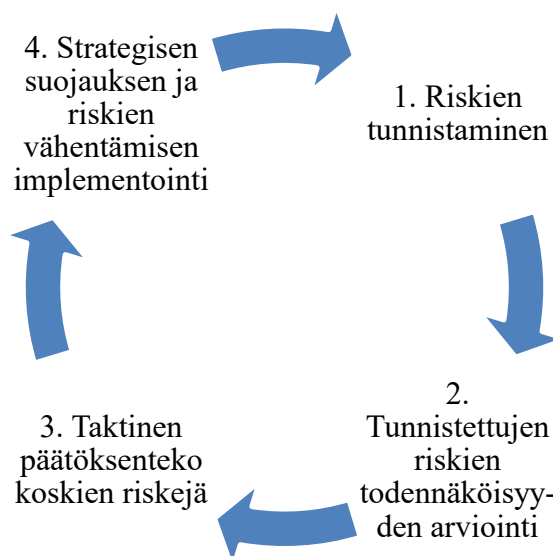 1. Riskien
tunnistaminen
2.
Tunnistettujen
riskien
todennäköisyy-
den arviointi
3. Taktinen
päätöksenteko
koskien riskejä
4. Strategisen
suojauksen ja
riskien
vähentämisen
implementointi